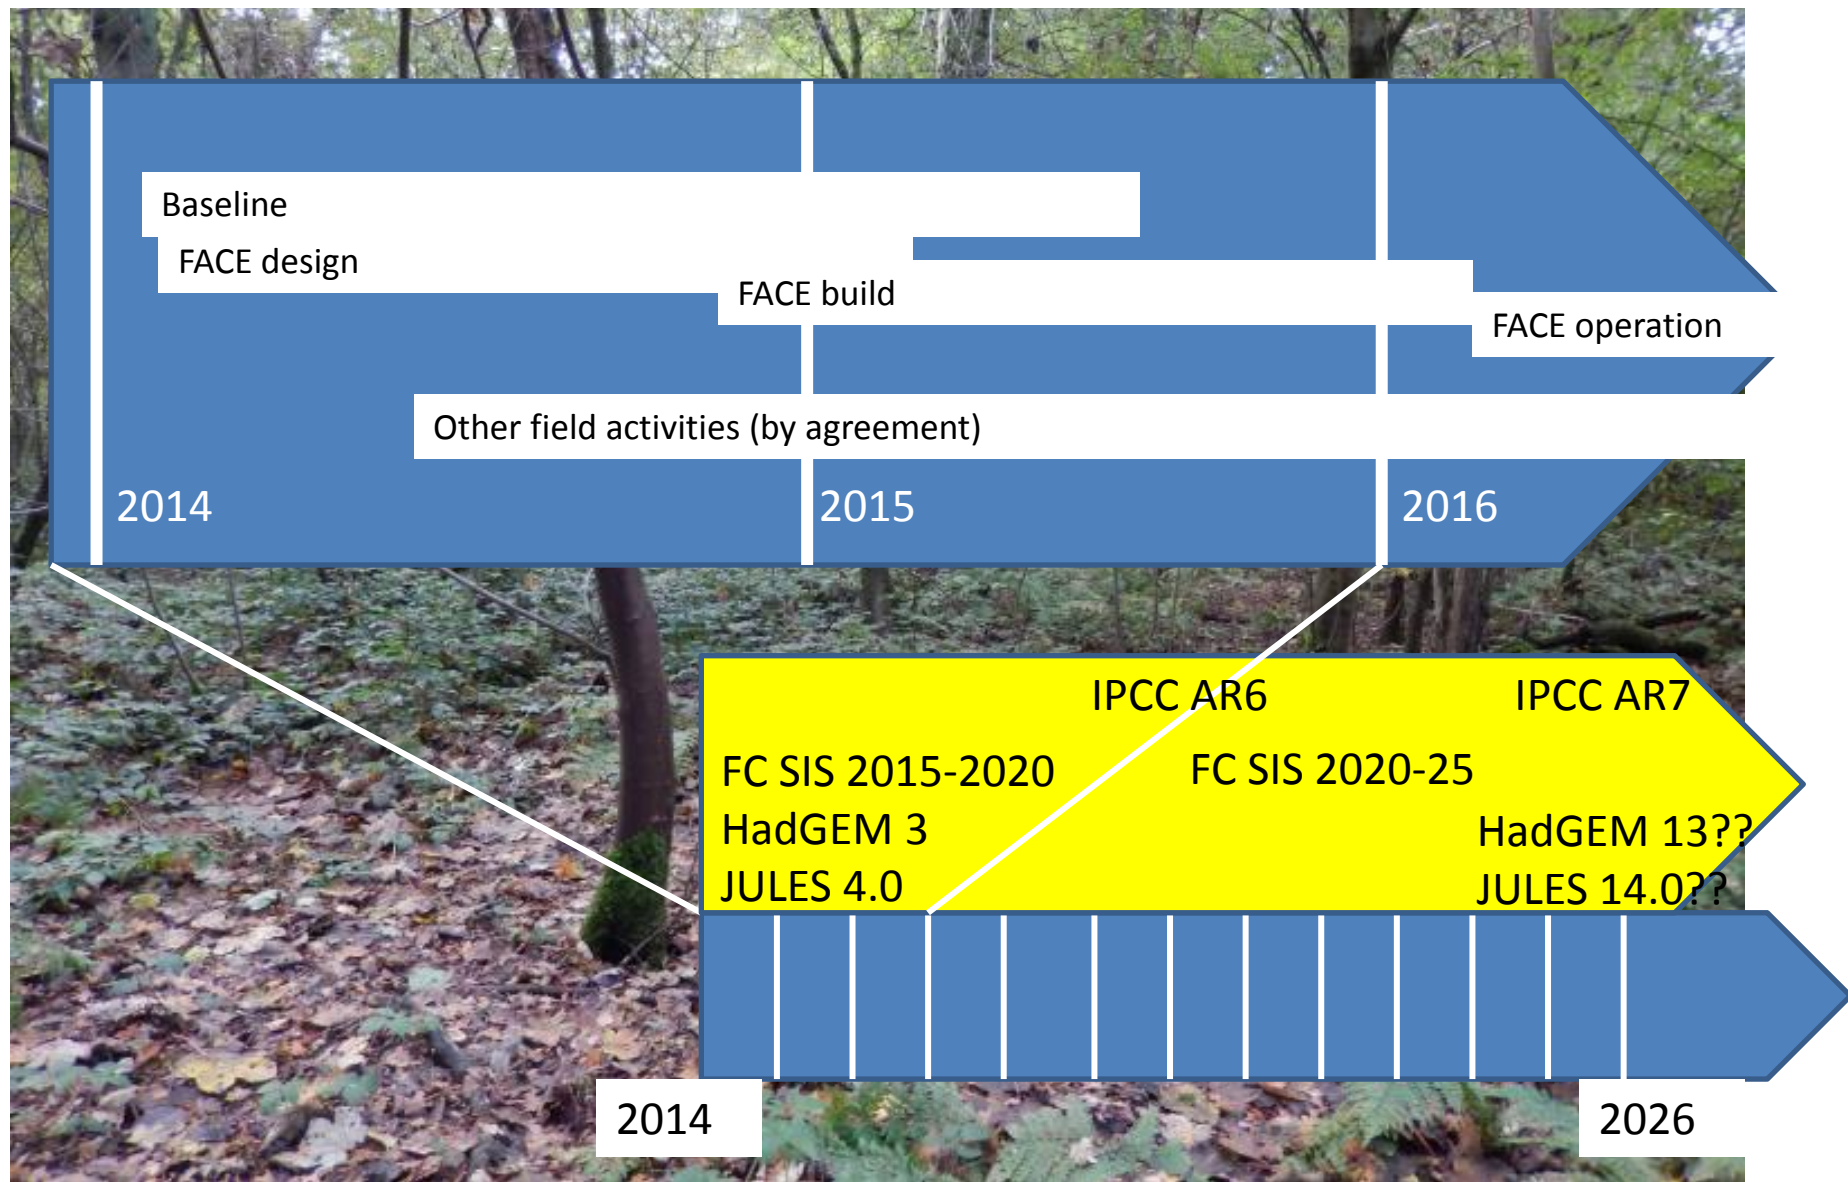 Baseline
FACE design
FACE build
FACE operation
Other field activities (by agreement)
2014
2015
2016
IPCC AR6
IPCC AR7
FC SIS 2015-2020
FC SIS 2020-25
HadGEM 3
HadGEM 13??
JULES 4.0
JULES 14.0??
2014
2026